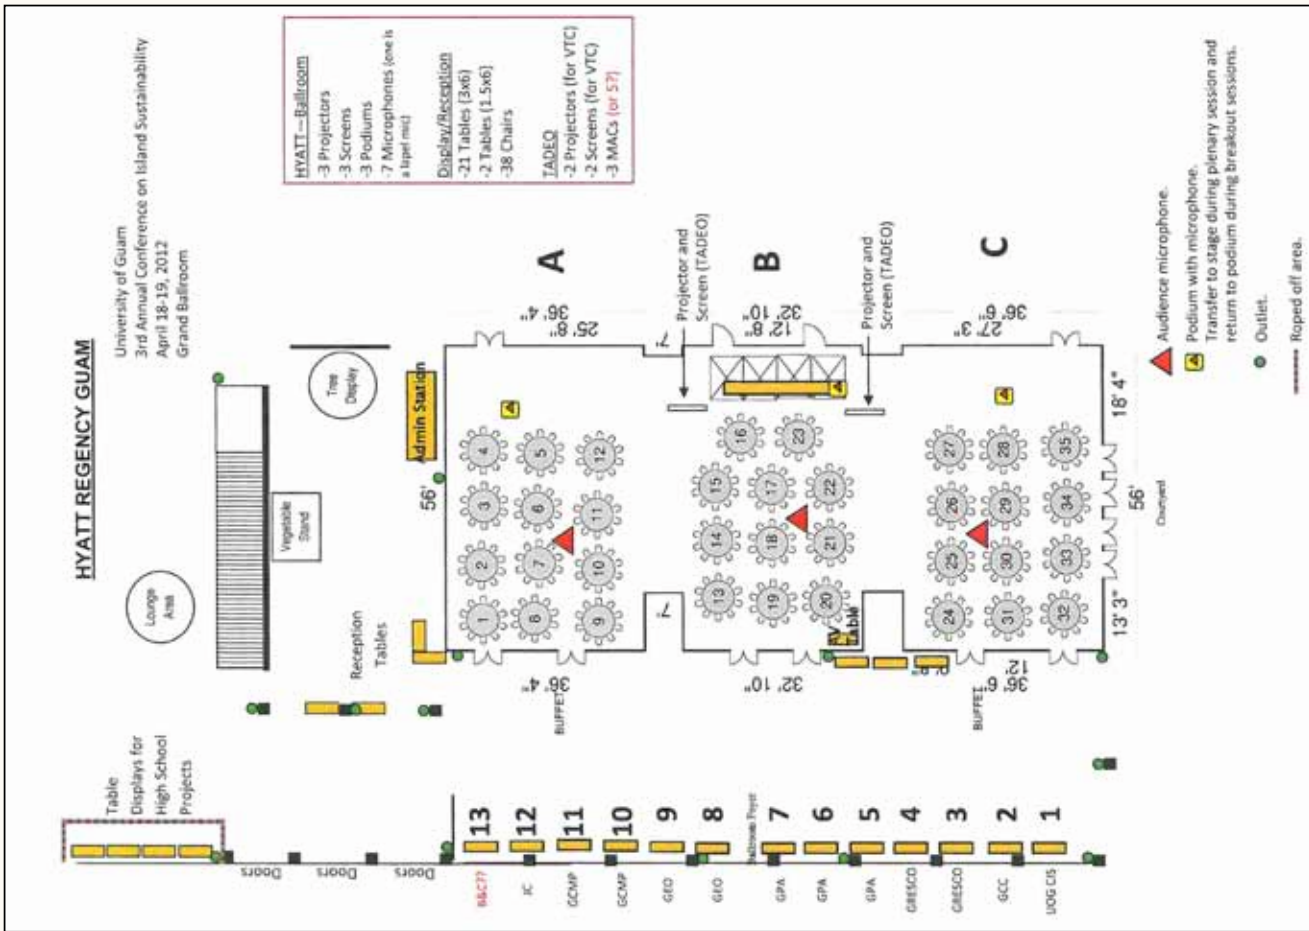 HYATT REGENCY GUAM
University of Guam
3rd Annual Conference on Island Sustainability
April 18-19, 2012
Grand Ballroom
HYATT—Ballroom
-3 Projectors
-3 Screens
-3 Podiums
-7 Microphones (one is
a lapel mic)
Display/Reception
-21 Tables (3x6)
-2 Tables (1.5x6)
-38 Chairs
TADEO
-2 Projectors (for VTC)
-2 Screens (for VTC)
-3 MACs (or 5?)
Lounge
Area
Vegetable
Stand
Tree
Display
Admin Station
Reception
Tables
Table
Displays for
High School
Projects
Doors
Doors
Doors
56'
36' 4"
25' 8"
36' 4"
A
BUFFET
1
2
3
4
8
7
6
5
9
10
11
12
7'
7'
Projector and
Screen (TADEO)
32' 10"
12' 8"
32' 10"
B
13
14
15
16
19
18
17
23
20
21
22
Table
Projector and
Screen (TADEO)
36' 6"
27' 3"
36' 6"
12'
C
BUFFET
24
25
26
27
31
30
29
28
32
33
34
35
13' 3"
56'
18' 4"
Courtyard
Ballroom Foyer
13
12
11
10
9
8
7
6
5
4
3
2
1
B&C??
JC
GCMP
GCMP
GEO
GEO
GPA
GPA
GPA
GRESCO
GRESCO
GCC
UOG CIS
Audience microphone.
Podium with microphone.
Transfer to stage during plenary session and
return to podium during breakout sessions.
Outlet.
Roped off area.